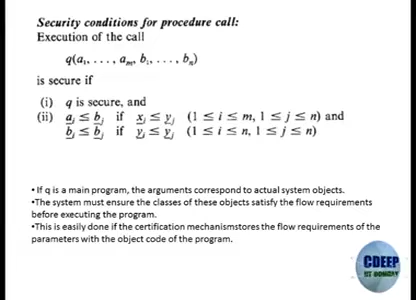 Security conditions for procedure call:
Execution of the call
q(a₁, . . . , aₘ, b₁, . . . , bₙ)
is secure if
(i) q is secure, and
(ii) a̲ᵢ ≤ b̲ⱼ if x̲ᵢ ≤ y̲ⱼ (1 ≤ i ≤ m, 1 ≤ j ≤ n) and
b̲ᵢ ≤ b̲ⱼ if y̲ᵢ ≤ y̲ⱼ (1 ≤ i ≤ n, 1 ≤ j ≤ n)
• If q is a main program, the arguments correspond to actual system objects.
•The system must ensure the classes of these objects satisfy the flow requirements
before executing the program.
•This is easily done if the certification mechanismstores the flow requirements of the
parameters with the object code of the program.
CDEEP
IIT BOMBAY